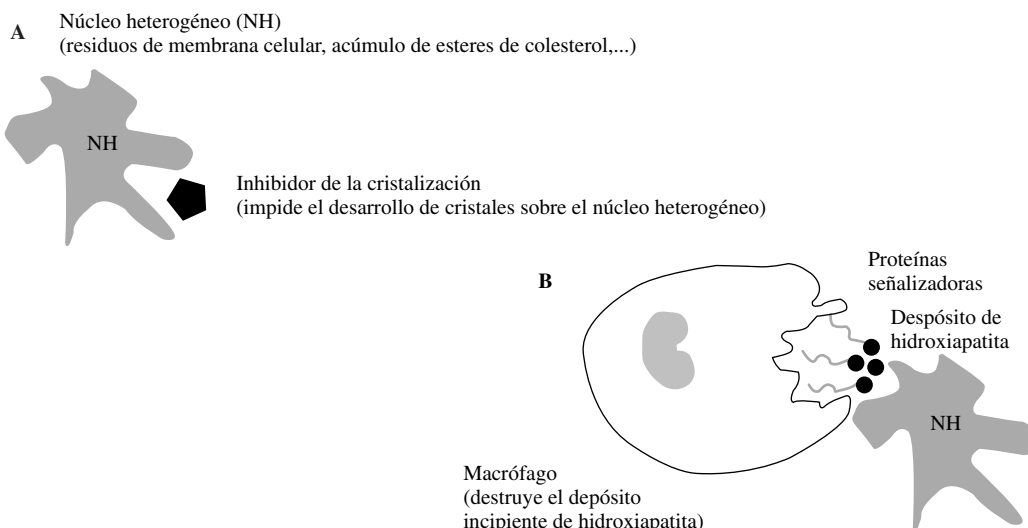 A
Núcleo heterogéneo (NH)
(residuos de membrana celular, acúmulo de esteres de colesterol,...)
NH
Inhibidor de la cristalización
(impide el desarrollo de cristales sobre el núcleo heterogéneo)
B
Proteínas
señalizadoras
Despósito de
hidroxiapatita
NH
Macrófago
(destruye el depósito
incipiente de hidroxiapatita)